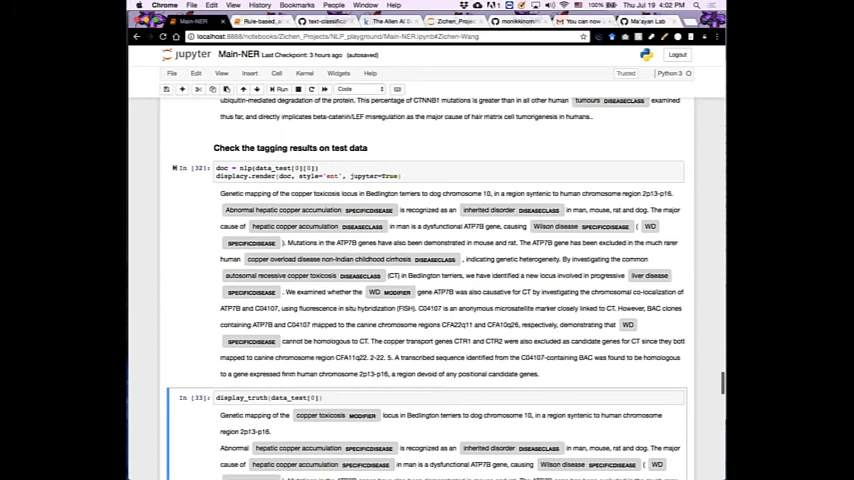 Chrome File Edit View History Bookmarks People Window Help 100% Thu Jul 19 4:02 PM
Main-NER Rule-based_e text-classificati The Allen AI S Zichen_Projec monikkinom/N You can now Ma'ayan Lab
localhost:8888/notebooks/Zichen_Projects/NLP_playground/Main-NER.ipynb#Zichen-Wang
jupyter Main-NER Last Checkpoint: 3 hours ago (autosaved) Logout
File Edit View Insert Cell Kernel Widgets Help Trusted Python 3
Run Code
ubiquitin-mediated degradation of the protein. This percentage of CTNNB1 mutations is greater than in all other human tumours DISEASECLASS examined
thus far, and directly implicates beta-catenin/LEF misregulation as the major cause of hair matrix cell tumorigenesis in humans..
Check the tagging results on test data
In [32]: doc = nlp(data_test[0][0])
displacy.render(doc, style='ent', jupyter=True)
Genetic mapping of the copper toxicosis locus in Bedlington terriers to dog chromosome 10, in a region syntenic to human chromosome 2p13-p16.
Abnormal hepatic copper accumulation SPECIFICDISEASE is recognized as an inherited disorder DISEASECLASS in man, mouse, rat and dog. The major
cause of hepatic copper accumulation DISEASECLASS in man is a dysfunctional ATP7B gene, causing Wilson disease SPECIFICDISEASE ( WD
SPECIFICDISEASE ). Mutations in the ATP7B genes have also been demonstrated in mouse and rat. The ATP7B gene has been excluded in the much rarer
human copper overload disease non-Indian childhood cirrhosis DISEASECLASS , indicating genetic heterogeneity. By investigating the common
autosomal recessive copper toxicosis DISEASECLASS (CT) in Bedlington terriers, we have identified a new locus involved in progressive liver disease
SPECIFICDISEASE . We examined whether the WD MODIFIER gene ATP7B was also causative for CT by investigating the chromosomal co-localization of
ATP7B and C04107, using fluorescence in situ hybridization (FISH). C04107 is an anonymous microsatellite marker closely linked to CT. However, BAC clones
containing ATP7B and C04107 mapped to the canine chromosome regions CFA22q11 and CFA10q26, respectively, demonstrating that WD
SPECIFICDISEASE cannot be homologous to CT. The copper transport genes CTR1 and CTR2 were also excluded as candidate genes for CT since they both
mapped to canine chromosome region CFA11q22. 2-22. 5. A transcribed sequence identified from the C04107-containing BAC was found to be homologous
to a gene expressed from human chromosome 2p13-p16, a region devoid of any positional candidate genes.
In [33]: display_truth(data_test[0])
Genetic mapping of the copper toxicosis MODIFIER locus in Bedlington terriers to dog chromosome 10, in a region syntenic to human chromosome
region 2p13-p16.
Abnormal hepatic copper accumulation SPECIFICDISEASE is recognized as an inherited disorder DISEASECLASS in man, mouse, rat and dog. The major
cause of hepatic copper accumulation SPECIFICDISEASE in man is a dysfunctional ATP7B gene, causing Wilson disease SPECIFICDISEASE ( WD